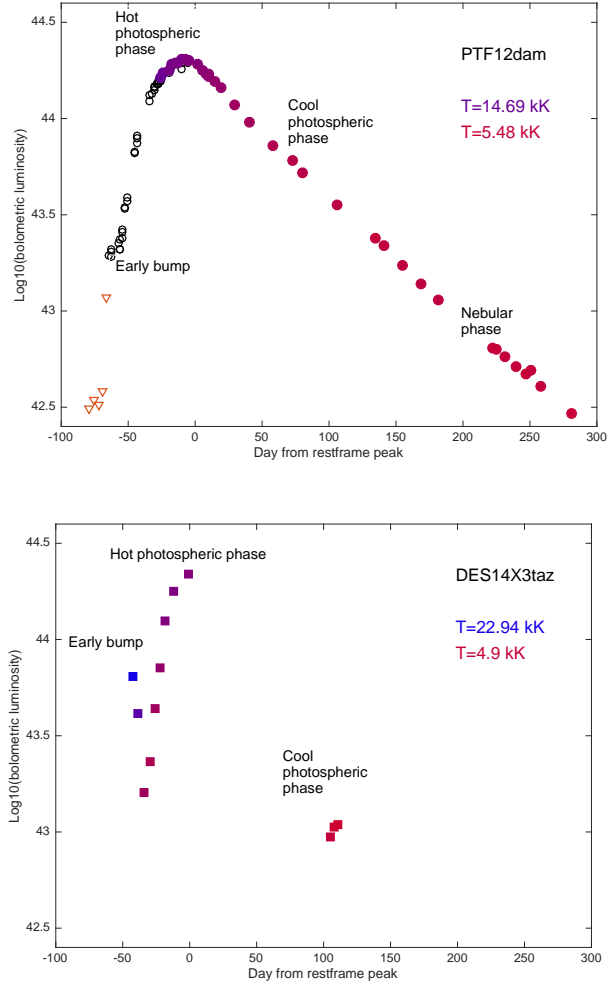 44.5
44
43.5
43
42.5
Log10(bolometric luminosity)
Hot
photospheric
phase
PTF12dam
T=14.69 kK
T=5.48 kK
Cool
photospheric
phase
Early bump
Nebular
phase
-100 -50 0 50 100 150 200 250 300
Day from restframe peak
44.5
44
43.5
43
42.5
Log10(bolometric luminosity)
Hot photospheric phase
DES14X3taz
T=22.94 kK
T=4.9 kK
Early bump
Cool
photospheric
phase
-100 -50 0 50 100 150 200 250 300
Day from restframe peak